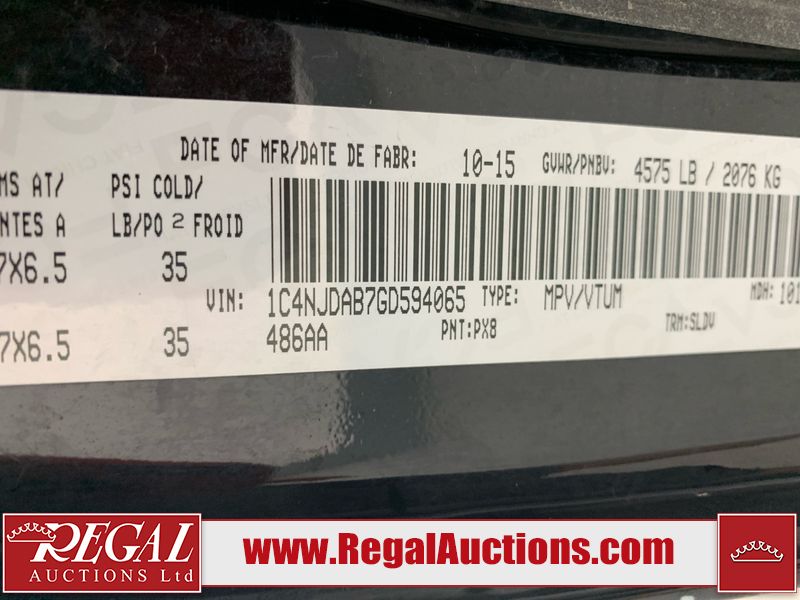 DATE OF MFR/DATE DE FABR: 10-15 GVWR/PNBV: 4575 LB / 2076 KG
MS AT/ PSI COLD/
NTES A LB/PO 2 FROID
7X6.5 35
VIN: 1C4NJDAB7GD594065 TYPE: MPV/VTUM MDH: 101
7X6.5 35 486AA PNT:PX8 TRM:SLDV
REGAL
AUCTIONS Ltd
www.RegalAuctions.com